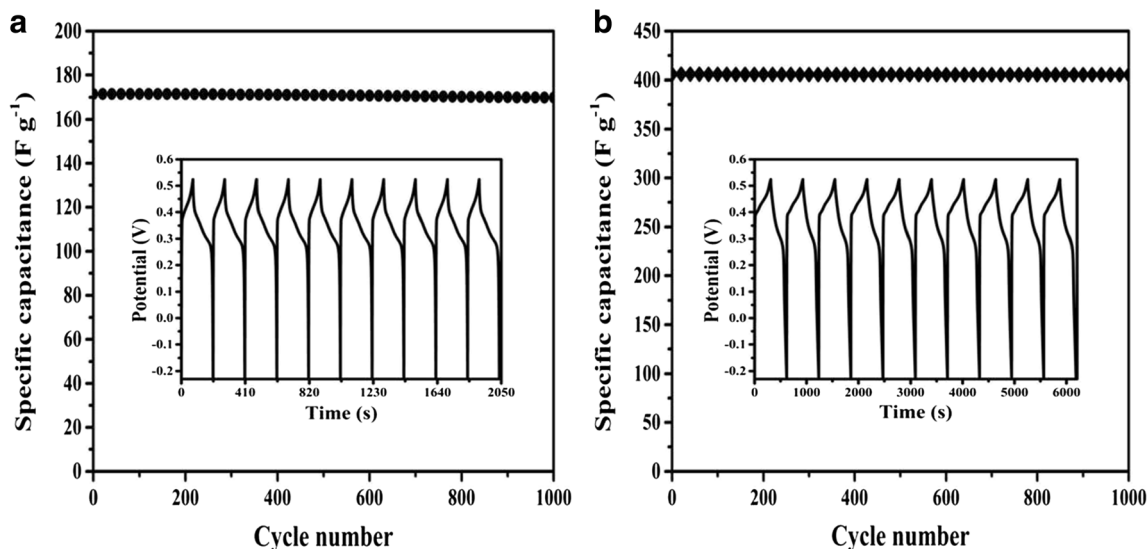 a
200
180
160
140
120
100
80
60
40
20
0
Specific capacitance (F g⁻¹)
0 200 400 600 800 1000
Cycle number
0.6
0.5
0.4
0.3
0.2
0.1
0.0
-0.1
-0.2
Potential (V)
0 410 820 1230 1640 2050
Time (s)
b
450
400
350
300
250
200
150
100
50
0
Specific capacitance (F g⁻¹)
0 200 400 600 800 1000
Cycle number
0.6
0.5
0.4
0.3
0.2
0.1
0.0
-0.1
-0.2
Potential (V)
0 1000 2000 3000 4000 5000 6000
Time (s)